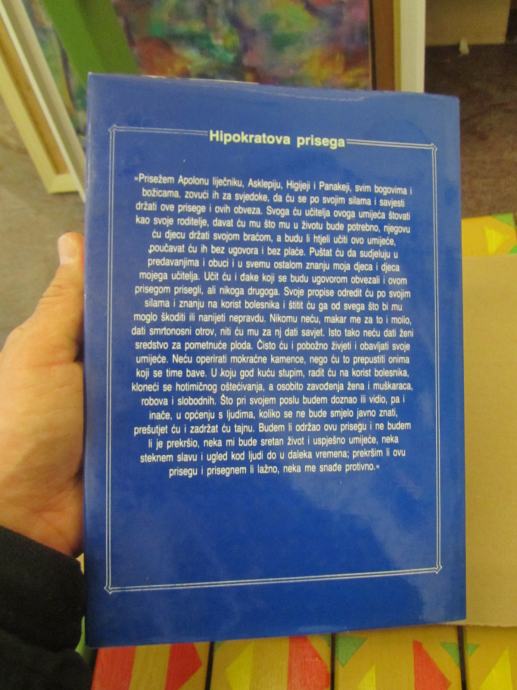 Hipokratova prisega
»Prisežem Apolonu liječniku, Asklepiju, Higijeji i Panakeji, svim bogovima i
božicama, zovući ih za svjedoke, da ću se po svojim silama i savjesti
držati ove prisege i ovih obveza. Svoga ću učitelja ovoga umijeća štovati
kao svoje roditelje, davat ću mu što mu u životu bude potrebno, njegovu
ću djecu držati svojom braćom, a budu li htjeli učiti ovo umijeće,
poučavat ću ih bez ugovora i bez plaće. Puštat ću da sudjeluju u
predavanjima i obuci i u svemu ostalom znanju moja djeca i djeca
mojega učitelja. Učit ću i đake koji se budu ugovorom obvezali i ovom
prisegom prisegli, ali nikoga drugoga. Svoje propise odredit ću po svojim
silama i znanju na korist bolesnika i štitit ću ga od svega što bi mu
moglo škoditi ili nanijeti nepravdu. Nikomu neću, makar me za to i molio,
dati smrtonosni otrov, niti ću mu za nj dati savjet. Isto tako neću dati ženi
sredstvo za pometnuće ploda. Čisto ću i pobožno živjeti i obavljati svoje
umijeće. Neću operirati mokraćne kamence, nego ću to prepustiti onima
koji se time bave. U koju god kuću stupim, radit ću na korist bolesnika,
kloneći se hotimičnog oštećivanja, a osobito zavođenja žena i muškaraca,
robova i slobodnih. Što pri svojem poslu budem doznao ili vidio, pa i
inače, u općenju s ljudima, koliko se ne bude smjelo javno znati,
prešutjet ću i zadržat ću tajnu. Budem li održao ovu prisegu i ne budem
li je prekršio, neka mi bude sretan život i uspješno umijeće, neka
steknem slavu i ugled kod ljudi do u daleka vremena; prekršim li ovu
prisegu i prisegnem li lažno, neka me snađe protivno.«